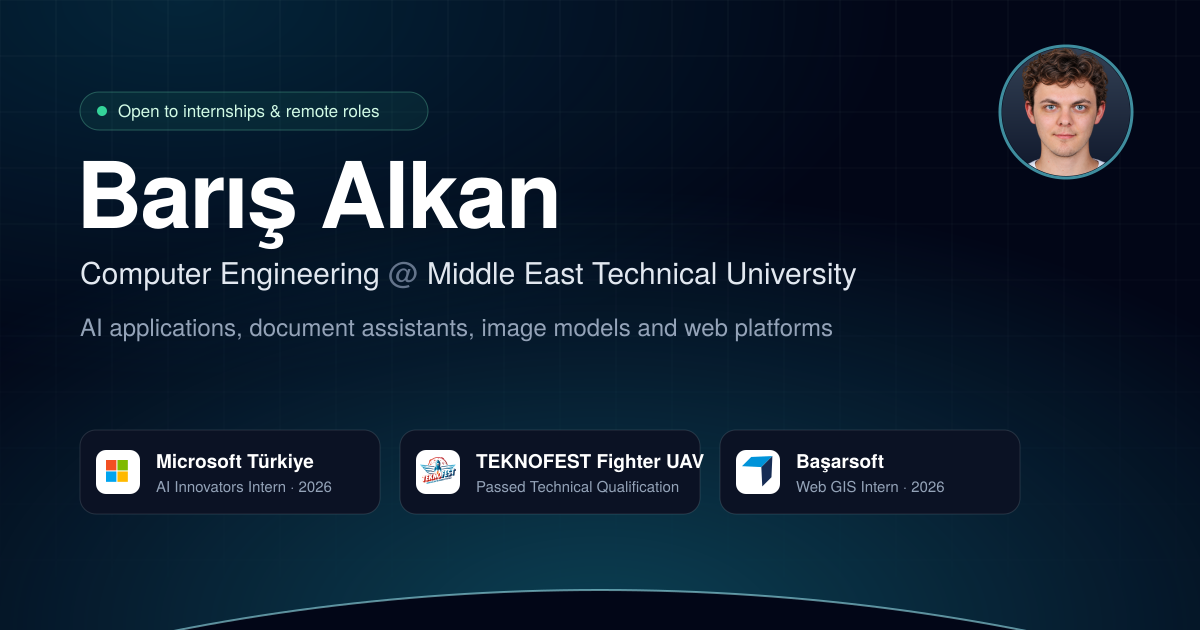 Open to internships & remote roles
Barış Alkan
Computer Engineering @ Middle East Technical University
AI applications, document assistants, image models and web platforms
Microsoft Türkiye
AI Innovators Intern · 2026
TEKNOFEST
TEKNOFEST Fighter UAV
Passed Technical Qualification
Başarsoft
Web GIS Intern · 2026